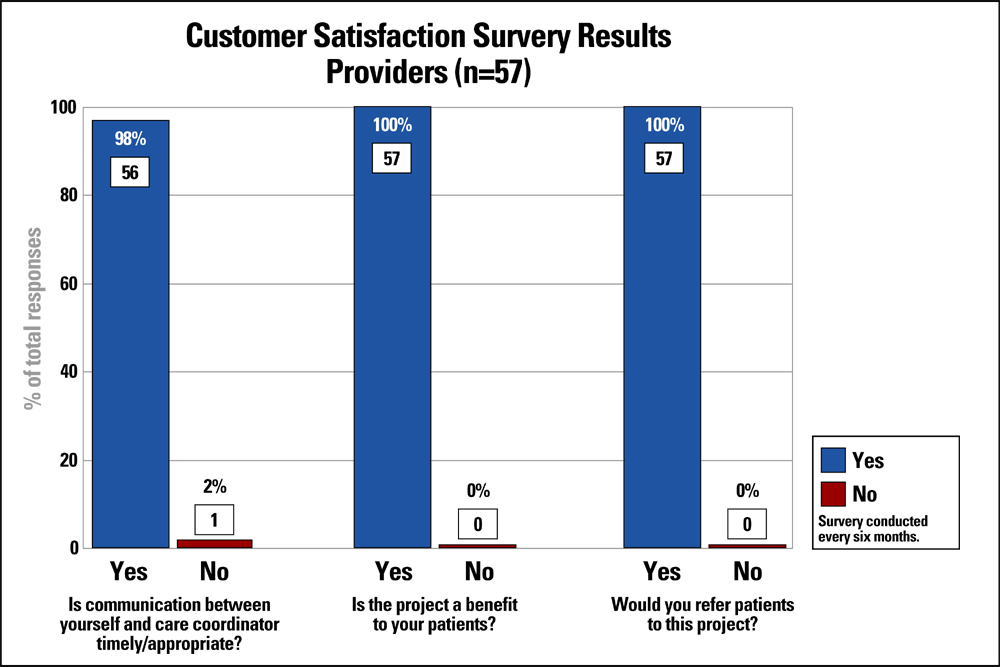 Customer Satisfaction Survery Results
Providers (n=57)
% of total responses
100
80
60
40
20
0
98%
56
2%
1
100%
57
0%
0
100%
57
0%
0
Yes No Yes No Yes No
Is communication between
yourself and care coordinator
timely/appropriate?
Is the project a benefit
to your patients?
Would you refer patients
to this project?
Yes
No
Survery conducted
every six months.